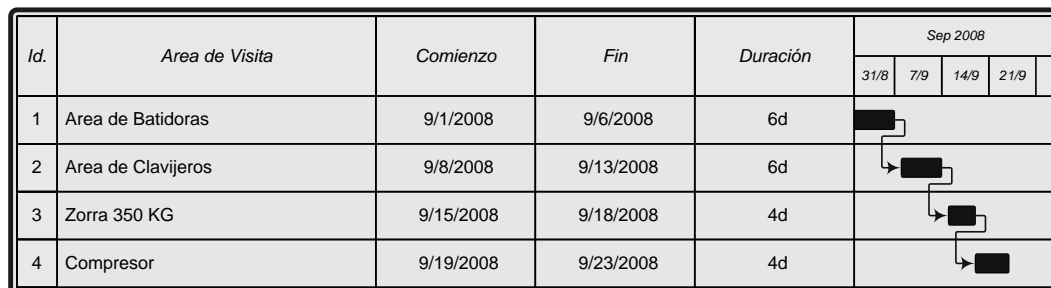 Id. Area de Visita Comienzo Fin Duración Sep 2008
31/8 7/9 14/9 21/9
1 Area de Batidoras 9/1/2008 9/6/2008 6d
2 Area de Clavijeros 9/8/2008 9/13/2008 6d
3 Zorra 350 KG 9/15/2008 9/18/2008 4d
4 Compresor 9/19/2008 9/23/2008 4d